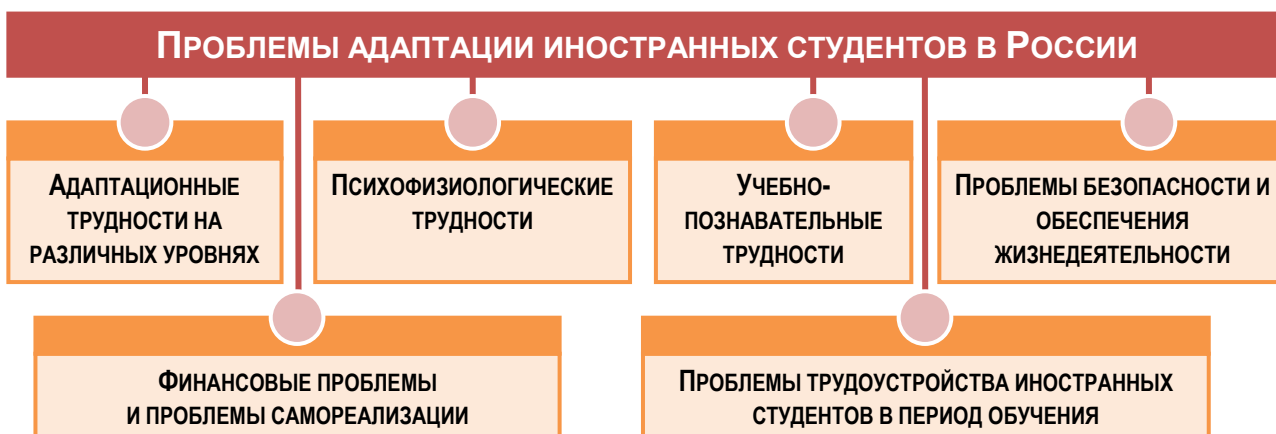 ПРОБЛЕМЫ АДАПТАЦИИ ИНОСТРАННЫХ СТУДЕНТОВ В РОССИИ
АДАПТАЦИОННЫЕ
ТРУДНОСТИ НА
РАЗЛИЧНЫХ УРОВНЯХ
ПСИХОФИЗИОЛОГИЧЕСКИЕ
ТРУДНОСТИ
УЧЕБНО-
ПОЗНАВАТЕЛЬНЫЕ
ТРУДНОСТИ
ПРОБЛЕМЫ БЕЗОПАСНОСТИ И
ОБЕСПЕЧЕНИЯ
ЖИЗНЕДЕЯТЕЛЬНОСТИ
ФИНАНСОВЫЕ ПРОБЛЕМЫ
И ПРОБЛЕМЫ САМОРЕАЛИЗАЦИИ
ПРОБЛЕМЫ ТРУДОУСТРОЙСТВА ИНОСТРАННЫХ
СТУДЕНТОВ В ПЕРИОД ОБУЧЕНИЯ